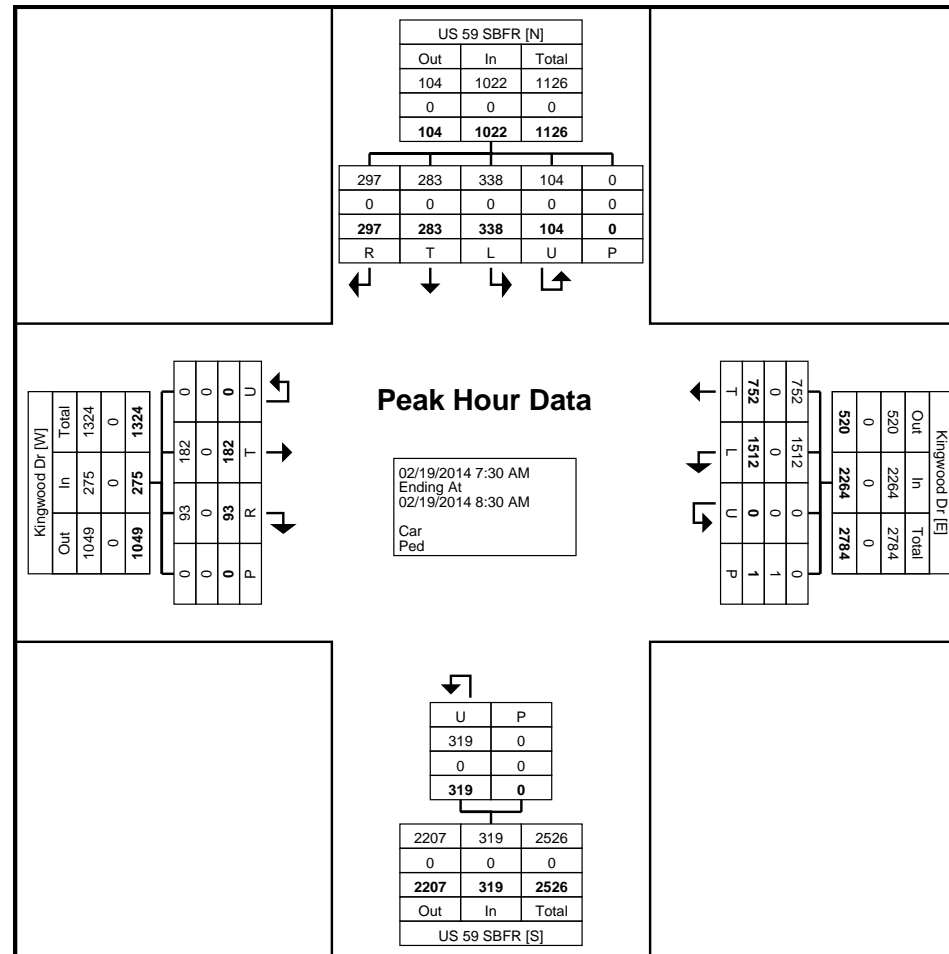 US 59 SBFR [N]
Out In Total
104 1022 1126
0 0 0
104 1022 1126
297 283 338 104 0
0 0 0 0 0
297 283 338 104 0
R T L U P
Peak Hour Data
02/19/2014 7:30 AM
Ending At
02/19/2014 8:30 AM
Car
Ped
Kingwood Dr [W]
Out In Total
1049 275 1324
0 0 0
1049 275 1324
0 182 93 0
0 0 0 0
0 182 93 0
U T R P
Kingwood Dr [E]
Out In Total
520 2264 2784
0 0 0
520 2264 2784
752 1512 0 0
0 0 0 1
752 1512 0 1
T L U P
U P
319 0
0 0
319 0
2207 319 2526
0 0 0
2207 319 2526
Out In Total
US 59 SBFR [S]